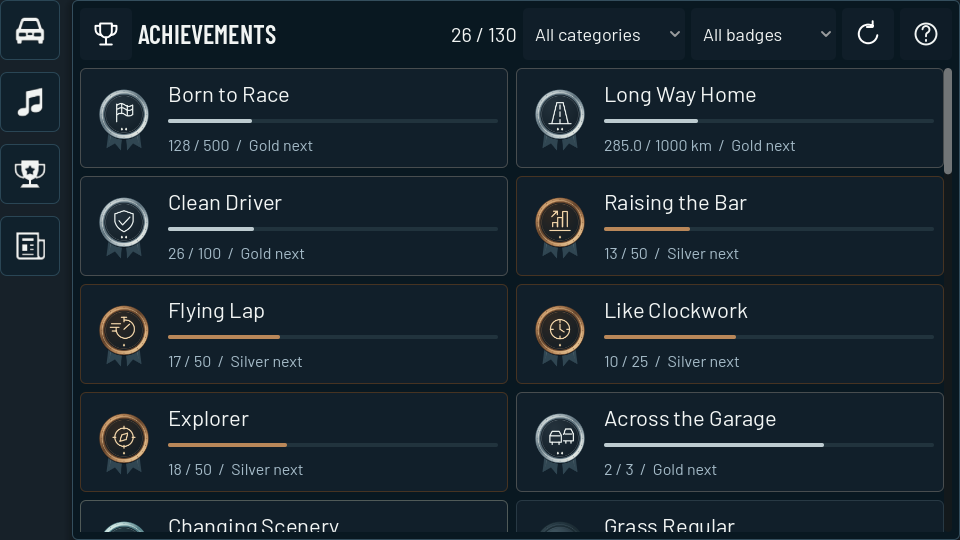 ACHIEVEMENTS
26 / 130
All categories
All badges
Born to Race
128 / 500 / Gold next
Long Way Home
285.0 / 1000 km / Gold next
Clean Driver
26 / 100 / Gold next
Raising the Bar
13 / 50 / Silver next
Flying Lap
17 / 50 / Silver next
Like Clockwork
10 / 25 / Silver next
Explorer
18 / 50 / Silver next
Across the Garage
2 / 3 / Gold next
Changing Scenery
Grass Regular